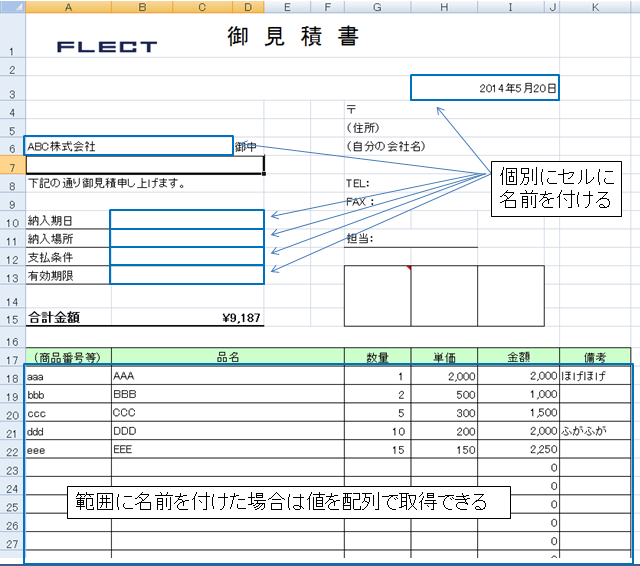 A B C D E F G H I J K
1 FLECT 御 見 積 書
2
3 2014年5月20日
4 〒
5 (住所)
6 ABC株式会社 御中 (自分の会社名)
7
8 下記の通り御見積申し上げます。 TEL:
9 FAX:
個別にセルに
名前を付ける
10 納入期日
11 納入場所 担当:
12 支払条件
13 有効期限
14
15 合計金額 ¥9,187
16
17 (商品番号等) 品名 数量 単価 金額 備考
18 aaa AAA 1 2,000 2,000 ほげほげ
19 bbb BBB 2 500 1,000
20 ccc CCC 5 300 1,500
21 ddd DDD 10 200 2,000 ふがふが
22 eee EEE 15 150 2,250
23 0
24 0
範囲に名前を付けた場合は値を配列で取得できる
25 0
26 0
27 0